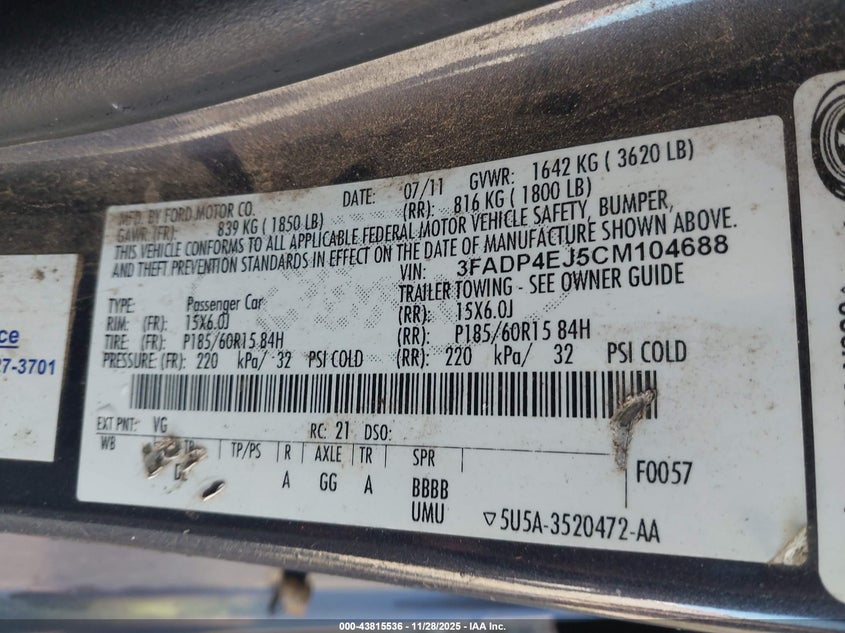 MFD. BY FORD MOTOR CO.
DATE: 07/11 GVWR: 1642 KG ( 3620 LB)
GAWR: (FR): 839 KG ( 1850 LB) (RR): 816 KG ( 1800 LB)
THIS VEHICLE CONFORMS TO ALL APPLICABLE FEDERAL MOTOR VEHICLE SAFETY, BUMPER,
AND THEFT PREVENTION STANDARDS IN EFFECT ON THE DATE OF MANUFACTURE SHOWN ABOVE.
VIN: 3FADP4EJ5CM104688
TYPE: Passenger Car TRAILER TOWING - SEE OWNER GUIDE
RIM: (FR): 15X6.0J (RR): 15X6.0J
TIRE: (FR): P185/60R15 84H (RR): P185/60R15 84H
PRESSURE: (FR): 220 kPa/ 32 PSI COLD (RR): 220 kPa/ 32 PSI COLD
EXT PNT: VG RC: 21 DSO:
WB TP/PS R AXLE TR SPR F0057
A GG A BBBB
UMU 5U5A-3520472-AA
ce
7-3701
000-43815536 | 11/28/2025 - IAA Inc.